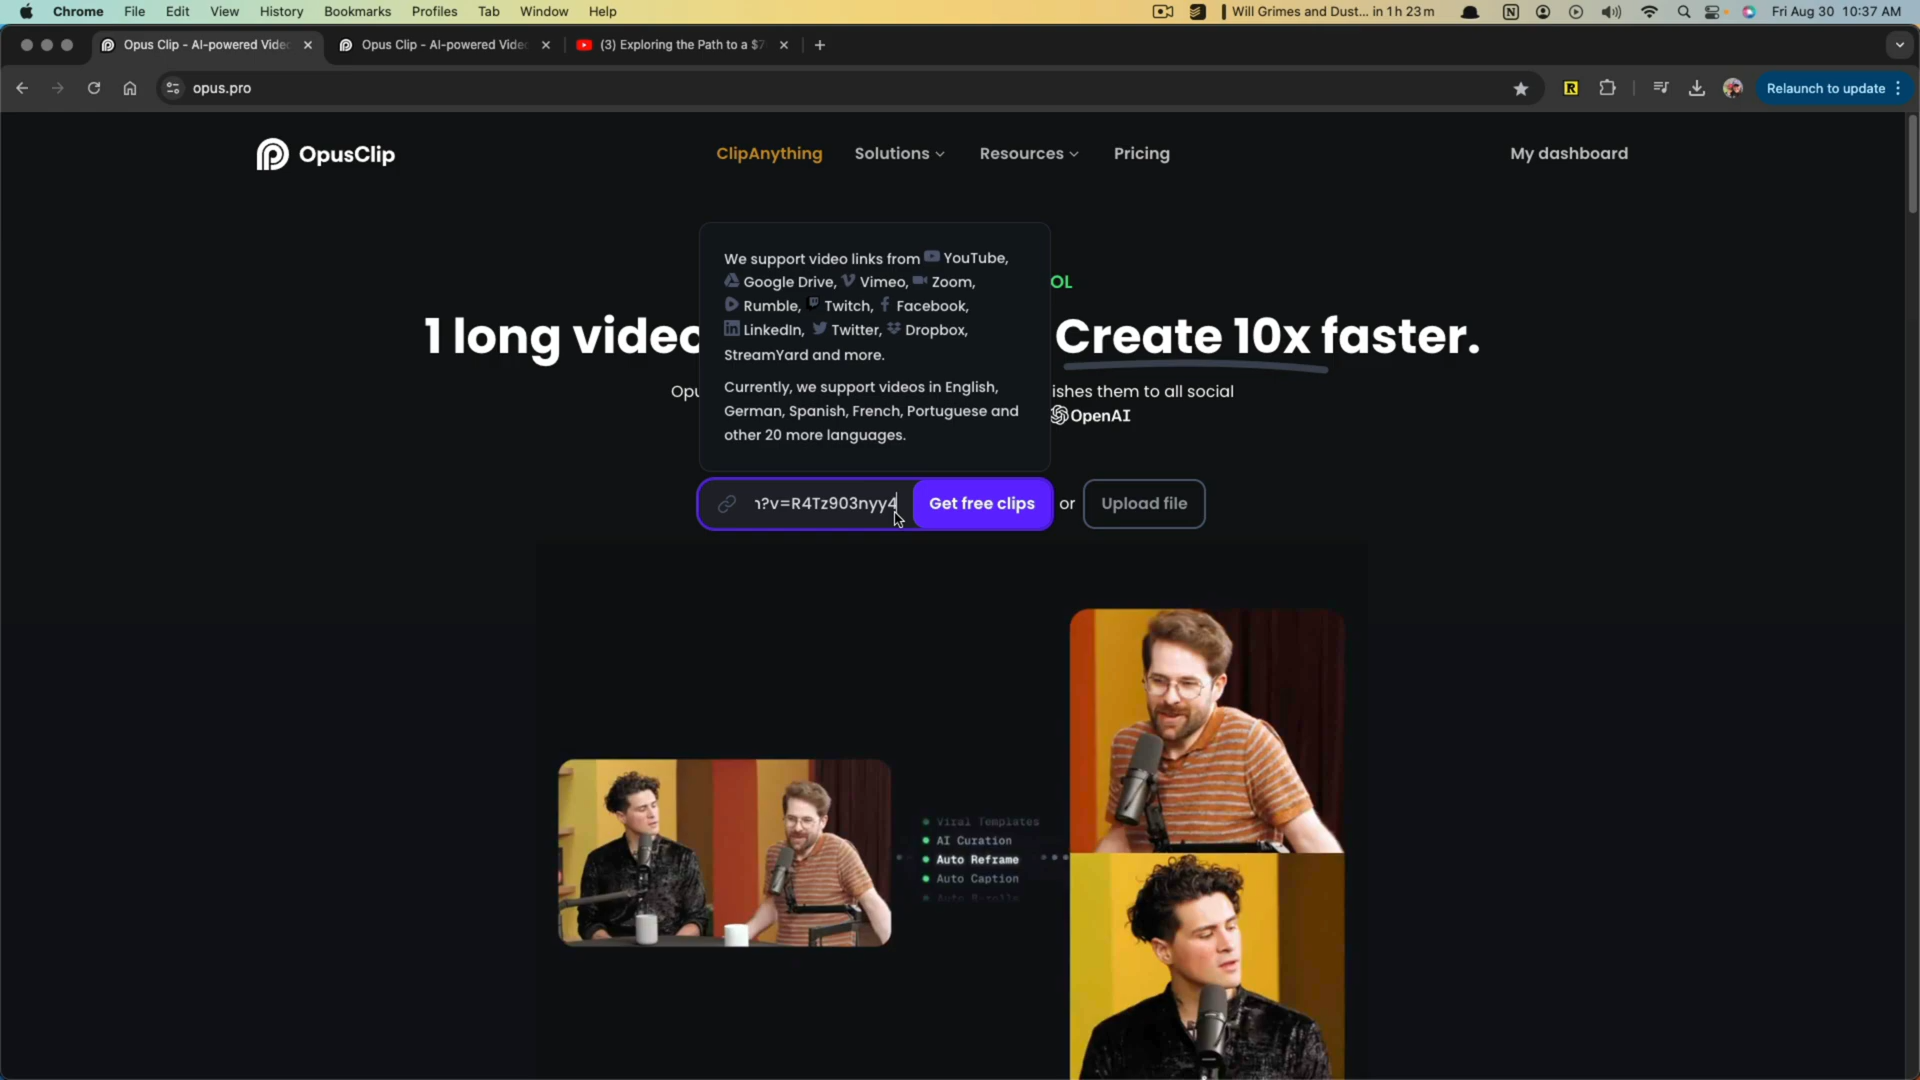 Chrome File Edit View History Bookmarks Profiles Tab Window Help
Will Grimes and Dust... in 1h 23m
Fri Aug 30 10:37 AM
Opus Clip - AI-powered Vide
Opus Clip - AI-powered Vide
(3) Exploring the Path to a $7
opus.pro
Relaunch to update
OpusClip
ClipAnything
Solutions
Resources
Pricing
My dashboard
We support video links from YouTube,
Google Drive, Vimeo, Zoom,
Rumble, Twitch, Facebook,
LinkedIn, Twitter, Dropbox,
StreamYard and more.
Currently, we support videos in English,
German, Spanish, French, Portuguese and
other 20 more languages.
OL
1 long video
Create 10x faster.
Opu
ishes them to all social
OpenAI
?v=R4Tz903nyy4
Get free clips
or
Upload file
Viral Templates
AI Curation
Auto Reframe
Auto Caption